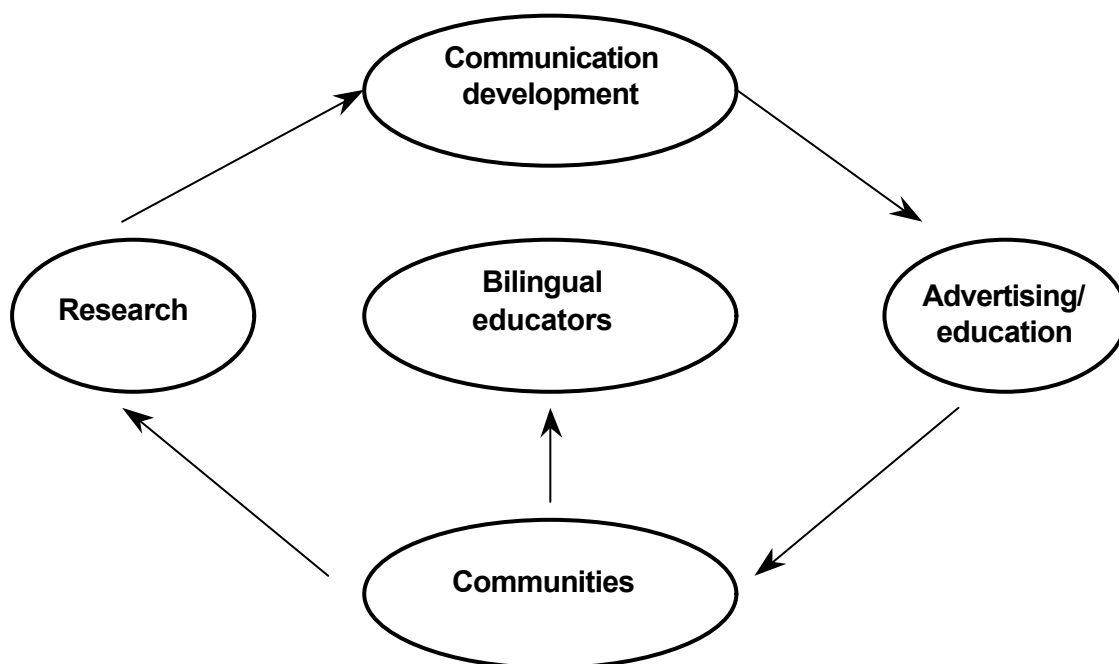 Communication
development
Research
Bilingual
educators
Advertising/
education
Communities